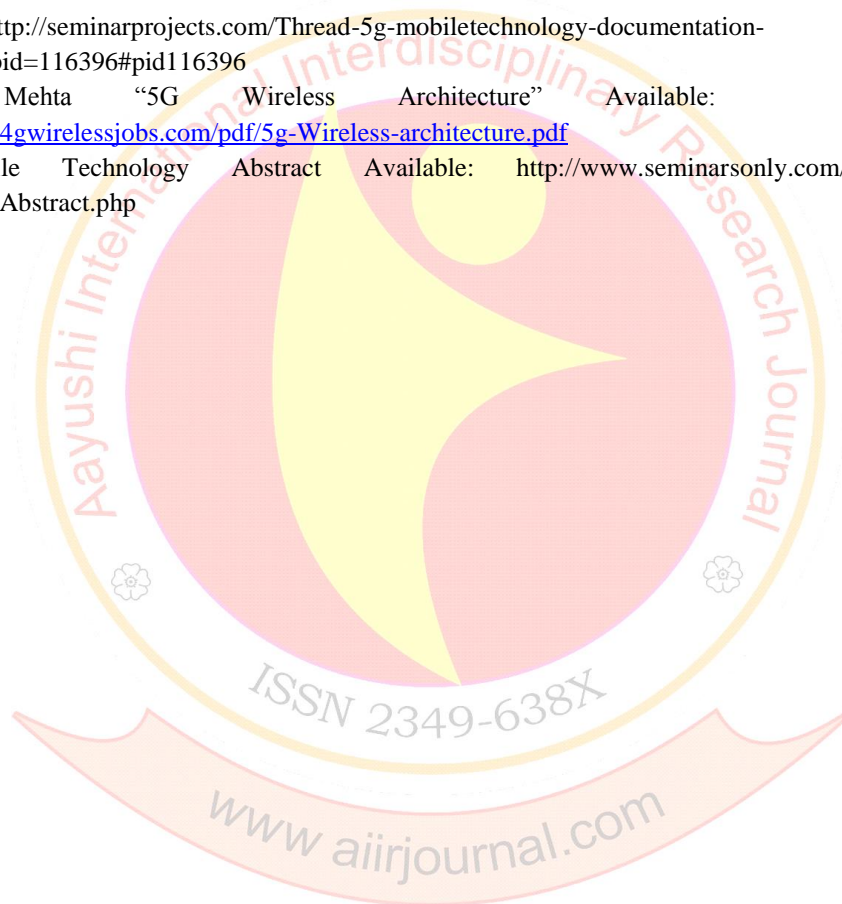 ttp://seminarprojects.com/Thread-5g-mobiletechnology-documentation-
pid=116396#pid116396
Mehta “5G Wireless Architecture” Available:
4gwirelessjobs.com/pdf/5g-Wireless-architecture.pdf
le Technology Abstract Available: http://www.seminarsonly.com/
Abstract.php
Aayushi International Interdisciplinary Research Journal
ISSN 2349-638X
www.aiirjournal.com